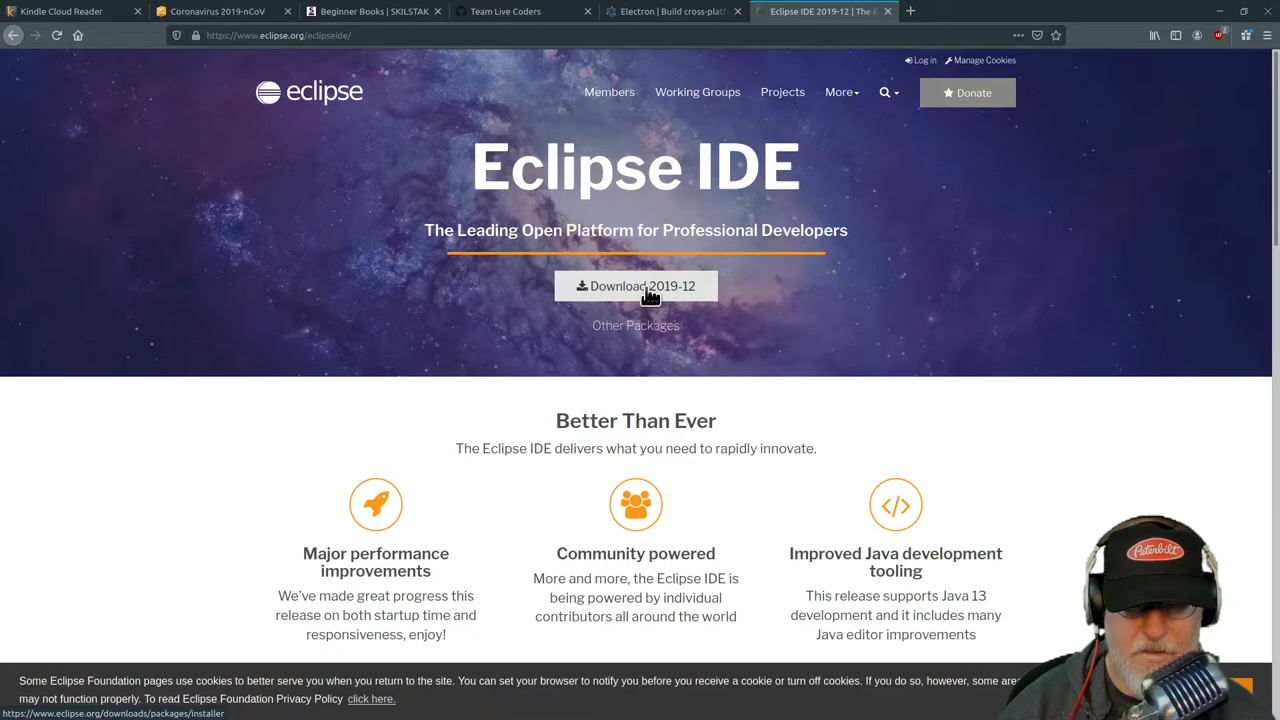 Kindle Cloud Reader
Coronavirus 2019-nCoV
Beginner Books | SKILSTAK
Team Live Coders
Electron | Build cross-platf
Eclipse IDE 2019-12 | The E
https://www.eclipse.org/eclipseide/
Log in
Manage Cookies
eclipse
Members
Working Groups
Projects
More
Donate
Eclipse IDE
The Leading Open Platform for Professional Developers
Download 2019-12
Other Packages
Better Than Ever
The Eclipse IDE delivers what you need to rapidly innovate.
Major performance
improvements
We've made great progress this
release on both startup time and
responsiveness, enjoy!
Community powered
More and more, the Eclipse IDE is
being powered by individual
contributors all around the world
Improved Java development
tooling
This release supports Java 13
development and it includes many
Java editor improvements
Peterbilt
Some Eclipse Foundation pages use cookies to better serve you when you return to the site. You can set your browser to notify you before you receive a cookie or turn off cookies. If you do so, however, some area
may not function properly. To read Eclipse Foundation Privacy Policy click here.
https://www.eclipse.org/downloads/packages/installer